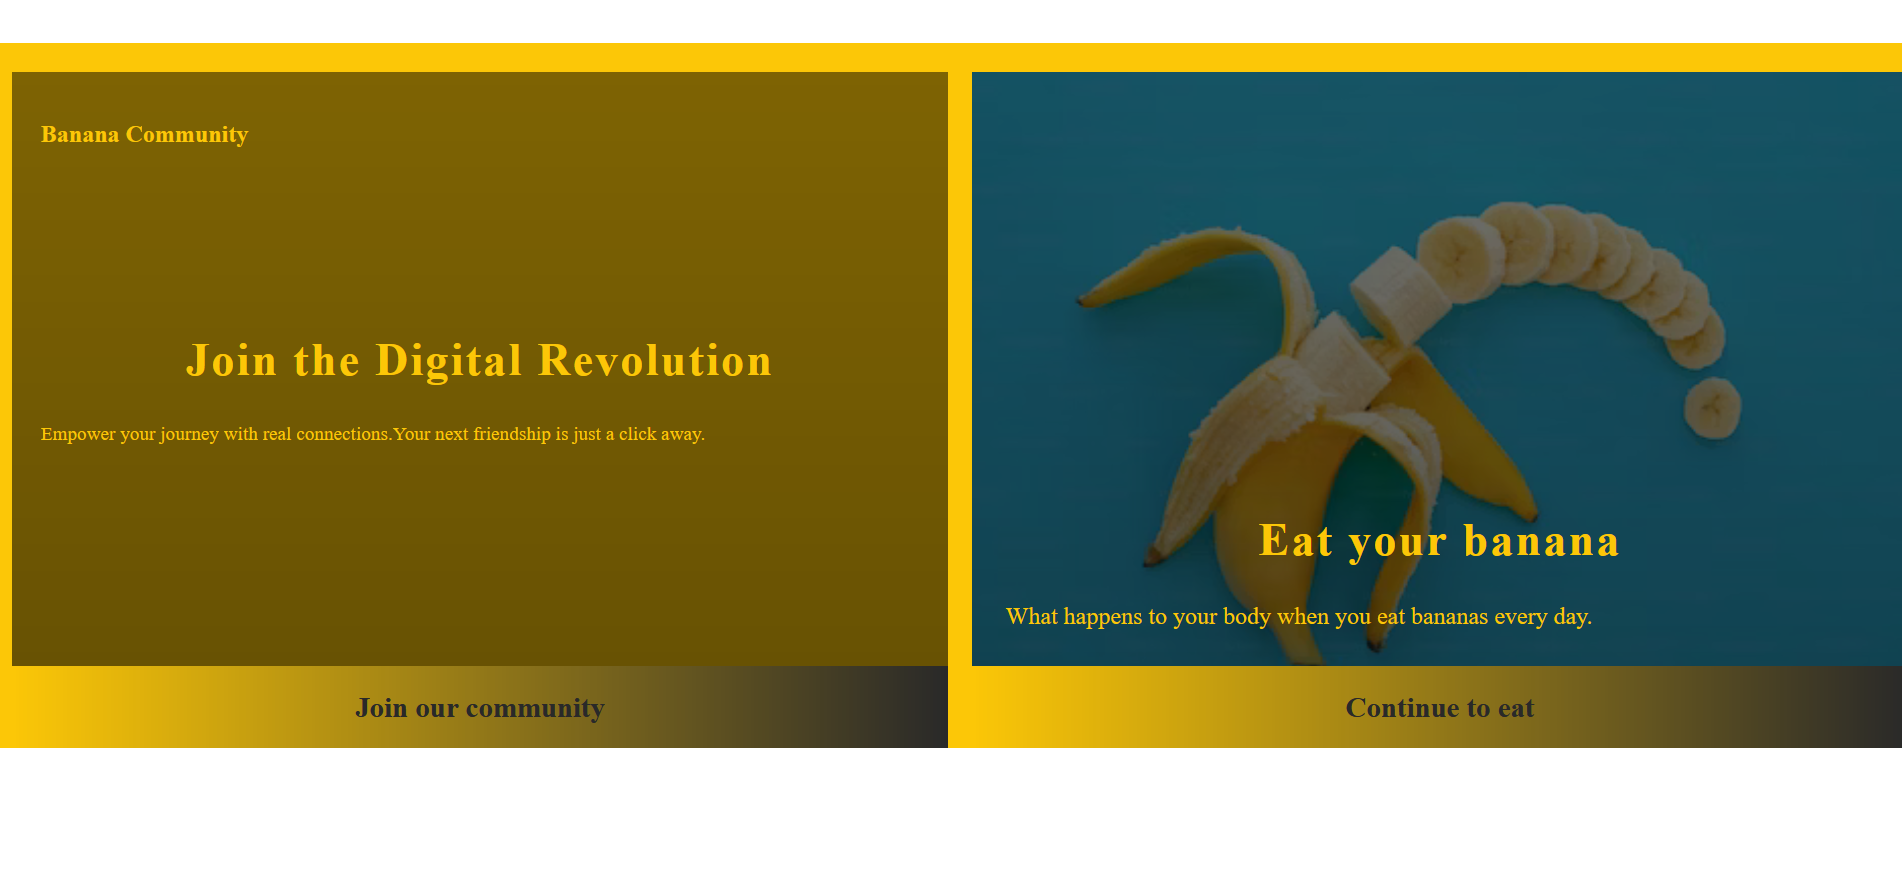 Banana Community
Join the Digital Revolution
Empower your journey with real connections.Your next friendship is just a click away.
Join our community
Eat your banana
What happens to your body when you eat bananas every day.
Continue to eat